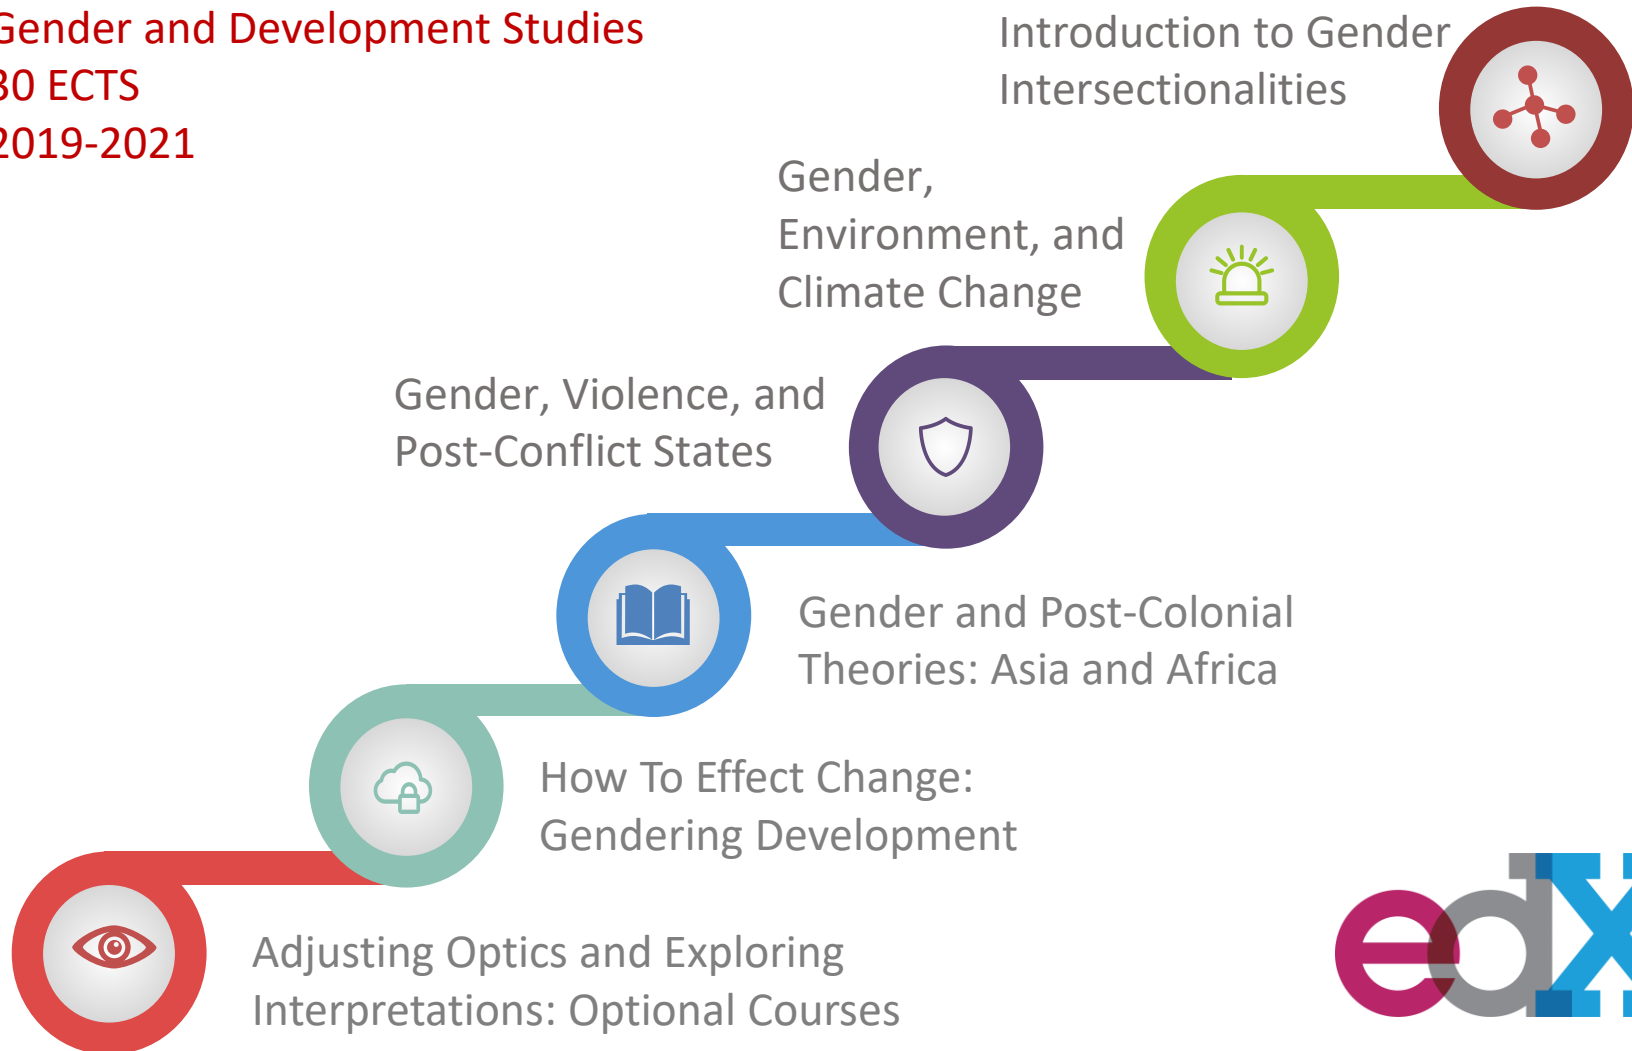 Gender and Development Studies
30 ECTS
2019-2021
Introduction to Gender
Intersectionalities
Gender,
Environment, and
Climate Change
Gender, Violence, and
Post-Conflict States
Gender and Post-Colonial
Theories: Asia and Africa
How To Effect Change:
Gendering Development
Adjusting Optics and Exploring
Interpretations: Optional Courses
edX